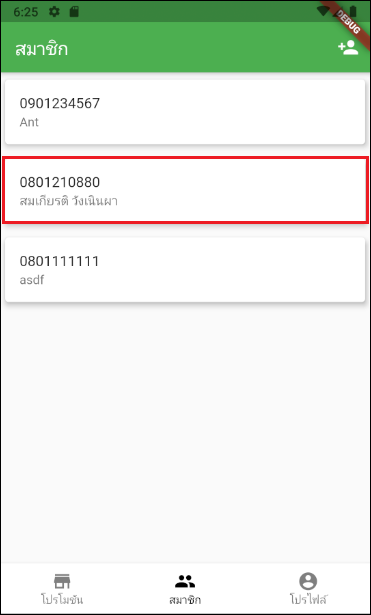 6:25
DEBUG
สมาชิก
0901234567
Ant
0801210880
สมเกียรติ วังเนินผา
0801111111
asdf
โปรโมชัน
สมาชิก
โปรไฟล์